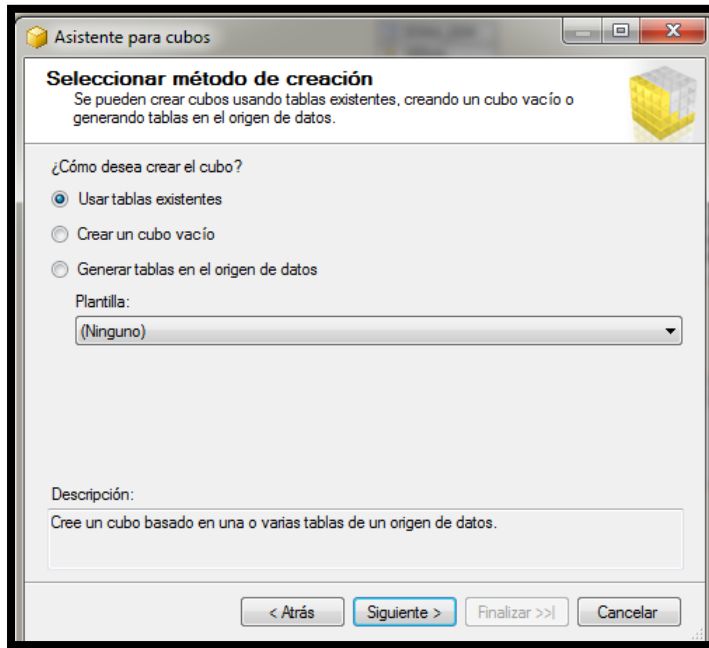 Asistente para cubos
Seleccionar método de creación
Se pueden crear cubos usando tablas existentes, creando un cubo vacío o
generando tablas en el origen de datos.
¿Cómo desea crear el cubo?
Usar tablas existentes
Crear un cubo vacío
Generar tablas en el origen de datos
Plantilla:
(Ninguno)
Descripción:
Cree un cubo basado en una o varias tablas de un origen de datos.
< Atrás Siguiente > Finalizar >>| Cancelar